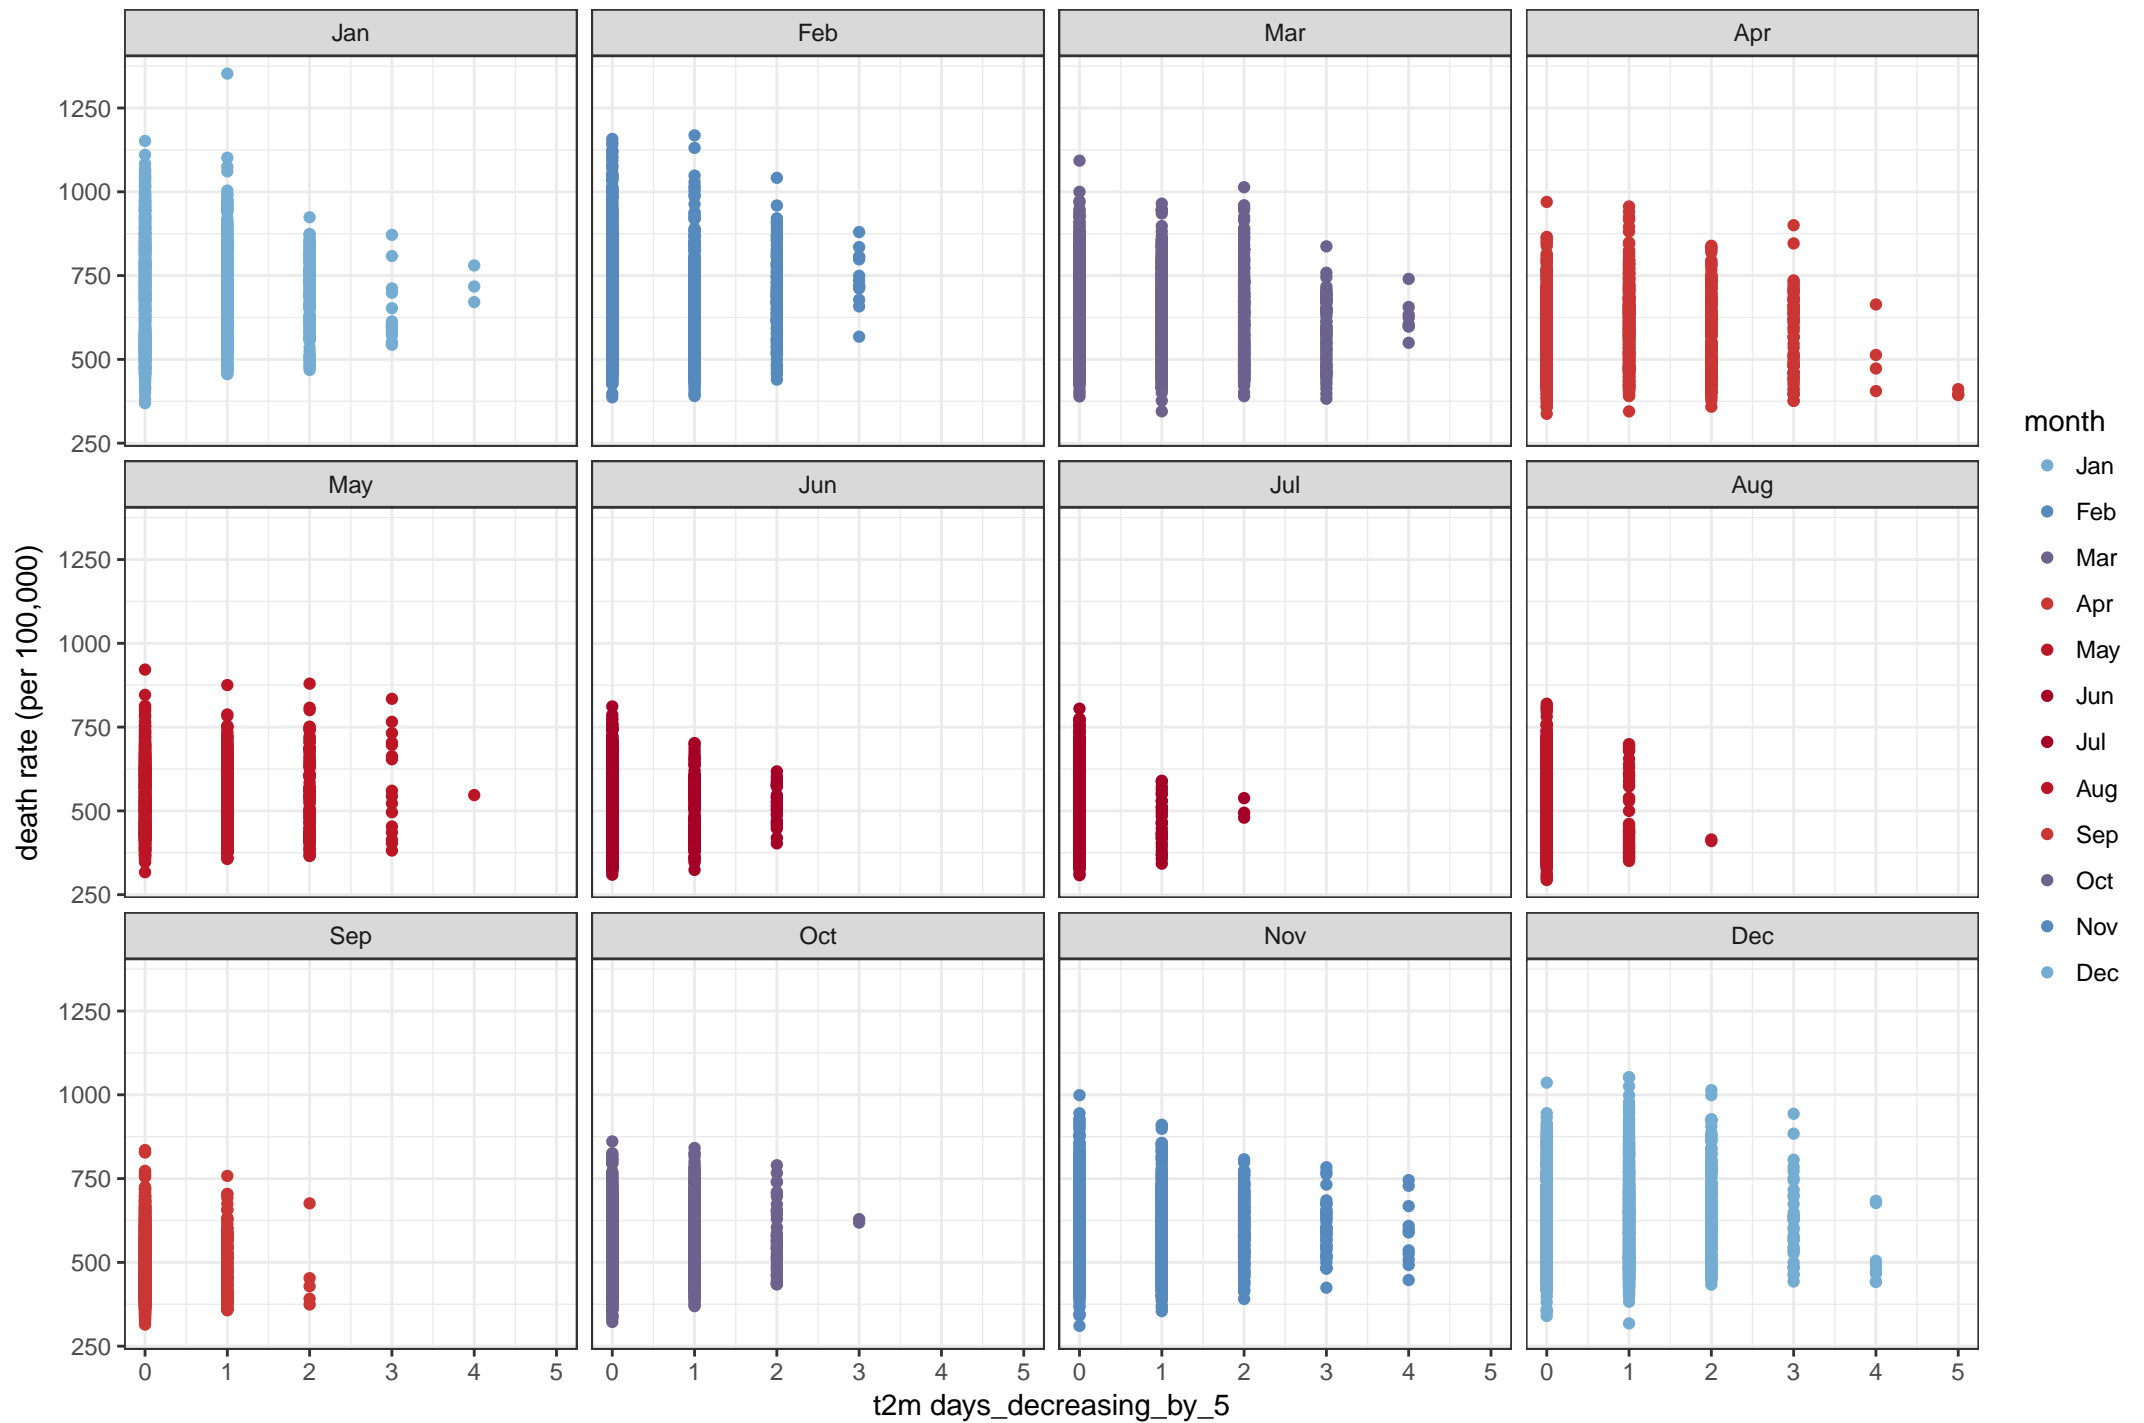 Jan Feb Mar Apr
1250
1000
750
500
250
May Jun Jul Aug
1250
1000
750
500
250
Sep Oct Nov Dec
1250
1000
750
500
250
0 1 2 3 4 5 0 1 2 3 4 5 0 1 2 3 4 5 0 1 2 3 4 5
t2m days_decreasing_by_5
death rate (per 100,000)
month
Jan
Feb
Mar
Apr
May
Jun
Jul
Aug
Sep
Oct
Nov
Dec